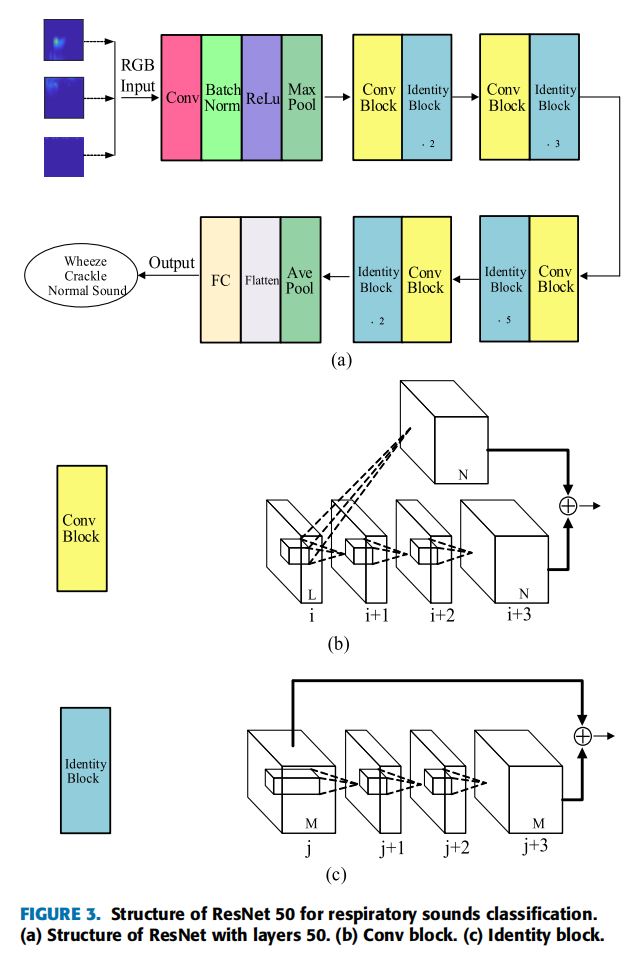 RGB
Input
Conv
Batch
Norm
ReLu
Max
Pool
Conv
Block
Identity
Block
· 2
Conv
Block
Identity
Block
· 3
Wheeze
Crackle
Normal Sound
Output
FC
Flatten
Ave
Pool
Identity
Block
· 2
Conv
Block
Identity
Block
· 5
Conv
Block
(a)
Conv
Block
N
L
N
i
i+1
i+2
i+3
(b)
Identity
Block
M
M
j
j+1
j+2
j+3
(c)
FIGURE 3. Structure of ResNet 50 for respiratory sounds classification.
(a) Structure of ResNet with layers 50. (b) Conv block. (c) Identity block.